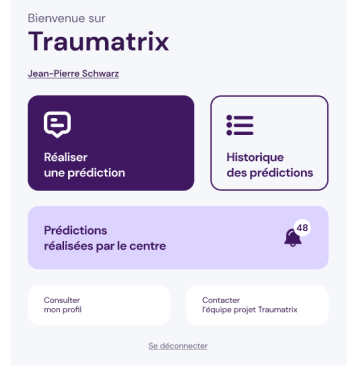 Bienvenue sur
Traumatrix
Jean-Pierre Schwarz
Réaliser
une prédiction
Historique
des prédictions
Prédictions
réalisées par le centre
48
Consulter
mon profil
Contacter
l'équipe projet Traumatrix
Se déconnecter